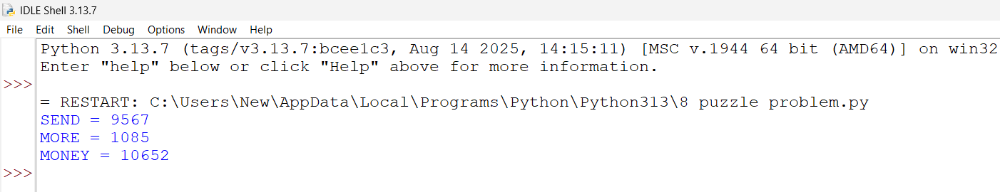 IDLE Shell 3.13.7
File Edit Shell Debug Options Window Help
Python 3.13.7 (tags/v3.13.7:bcee1c3, Aug 14 2025, 14:15:11) [MSC v.1944 64 bit (AMD64)] on win32
Enter "help" below or click "Help" above for more information.
>>>
= RESTART: C:\Users\New\AppData\Local\Programs\Python\Python313\8 puzzle problem.py
SEND = 9567
MORE = 1085
MONEY = 10652
>>>